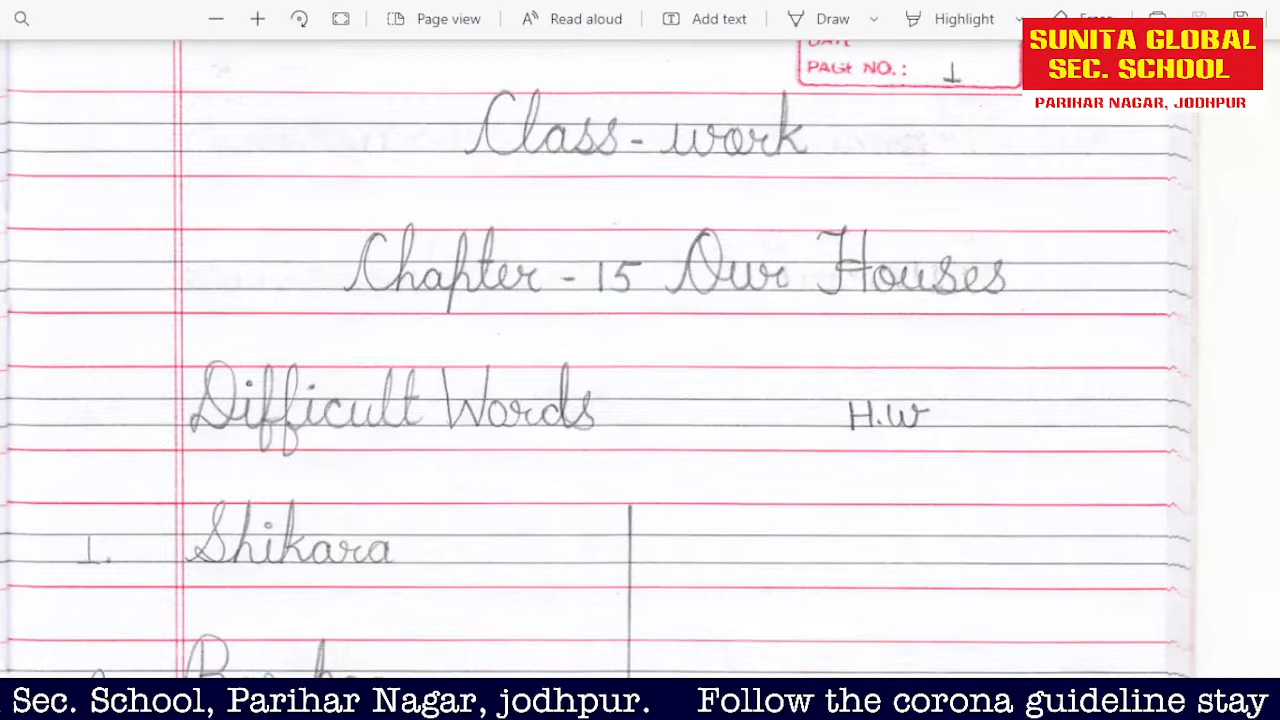 Page view Read aloud Add text Draw Highlight
SUNITA GLOBAL
SEC. SCHOOL
PARIHAR NAGAR, JODHPUR
PAGE NO.: 1
Class-work
Chapter-15 Our Houses
Difficult Words H.W
1. Shikara
Sec. School, Parihar Nagar, jodhpur. Follow the corona guideline stay